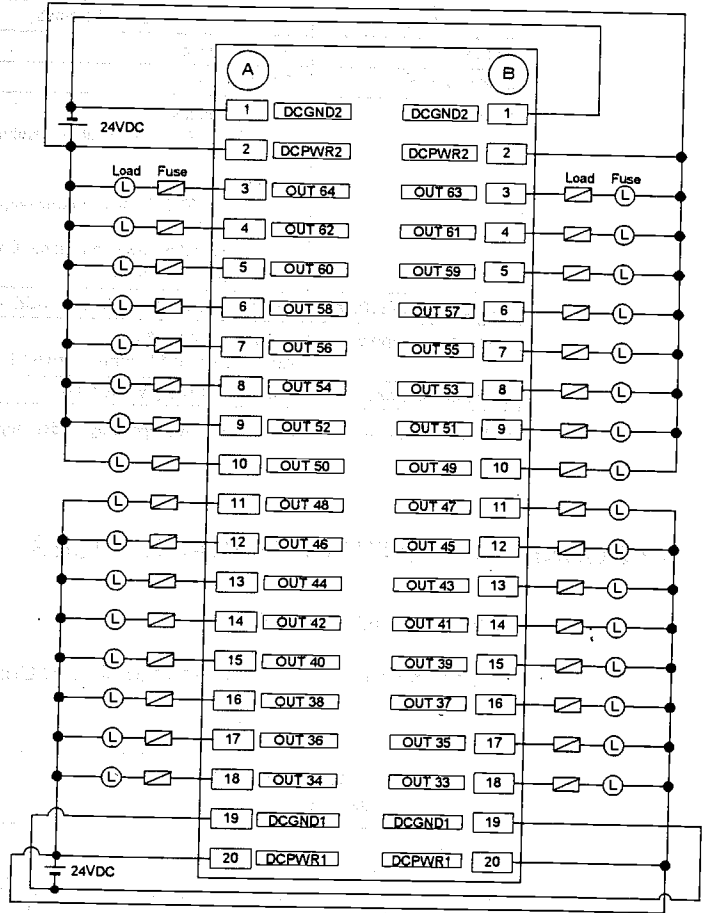 A B
1 DCGND2 DCGND2 1
24VDC
2 DCPWR2 DCPWR2 2
Load Fuse Load Fuse
L 3 OUT 64 OUT 63 3 L
L 4 OUT 62 OUT 61 4 L
L 5 OUT 60 OUT 59 5 L
L 6 OUT 58 OUT 57 6 L
L 7 OUT 56 OUT 55 7 L
L 8 OUT 54 OUT 53 8 L
L 9 OUT 52 OUT 51 9 L
L 10 OUT 50 OUT 49 10 L
L 11 OUT 48 OUT 47 11 L
L 12 OUT 46 OUT 45 12 L
L 13 OUT 44 OUT 43 13 L
L 14 OUT 42 OUT 41 14 L
L 15 OUT 40 OUT 39 15 L
L 16 OUT 38 OUT 37 16 L
L 17 OUT 36 OUT 35 17 L
L 18 OUT 34 OUT 33 18 L
19 DCGND1 DCGND1 19
20 DCPWR1 DCPWR1 20
24VDC